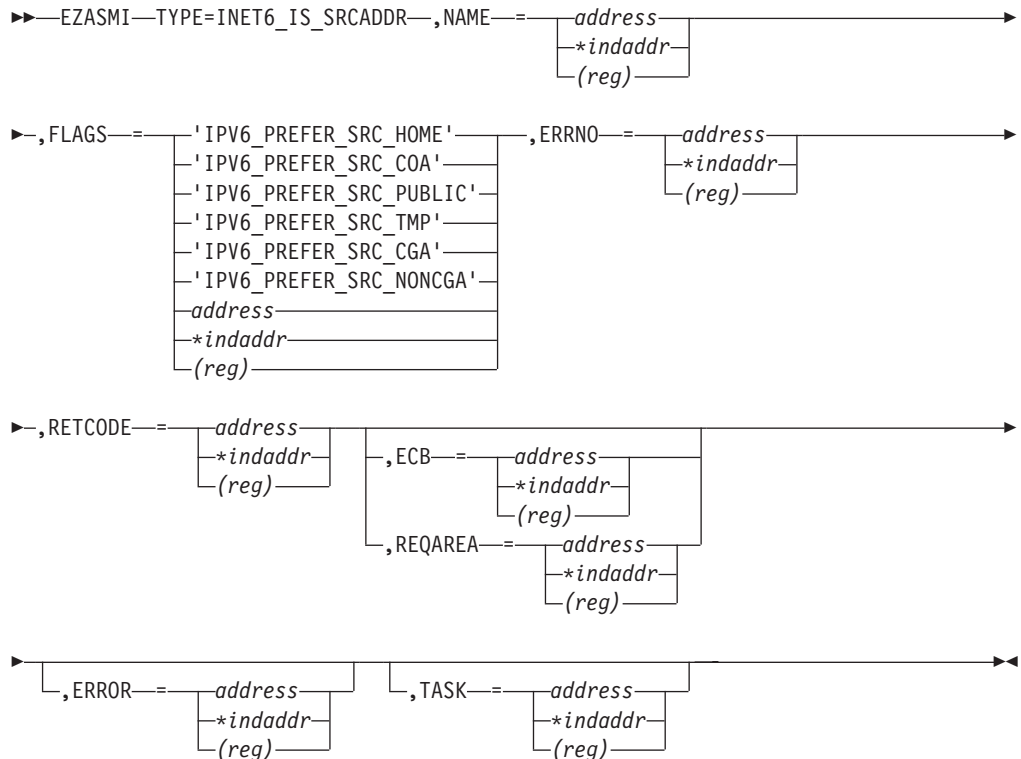 EZASMI TYPE=INET6_IS_SRCADDR ,NAME = address
*indaddr
(reg)
,FLAGS = 'IPV6_PREFER_SRC_HOME' ,ERRNO = address
'IPV6_PREFER_SRC_COA' *indaddr
'IPV6_PREFER_SRC_PUBLIC' (reg)
'IPV6_PREFER_SRC_TMP'
'IPV6_PREFER_SRC_CGA'
'IPV6_PREFER_SRC_NONCGA'
address
*indaddr
(reg)
,RETCODE = address
*indaddr ,ECB = address
(reg) *indaddr
(reg)
,REQAREA = address
*indaddr
(reg)
,ERROR = address ,TASK = address
*indaddr *indaddr
(reg) (reg)